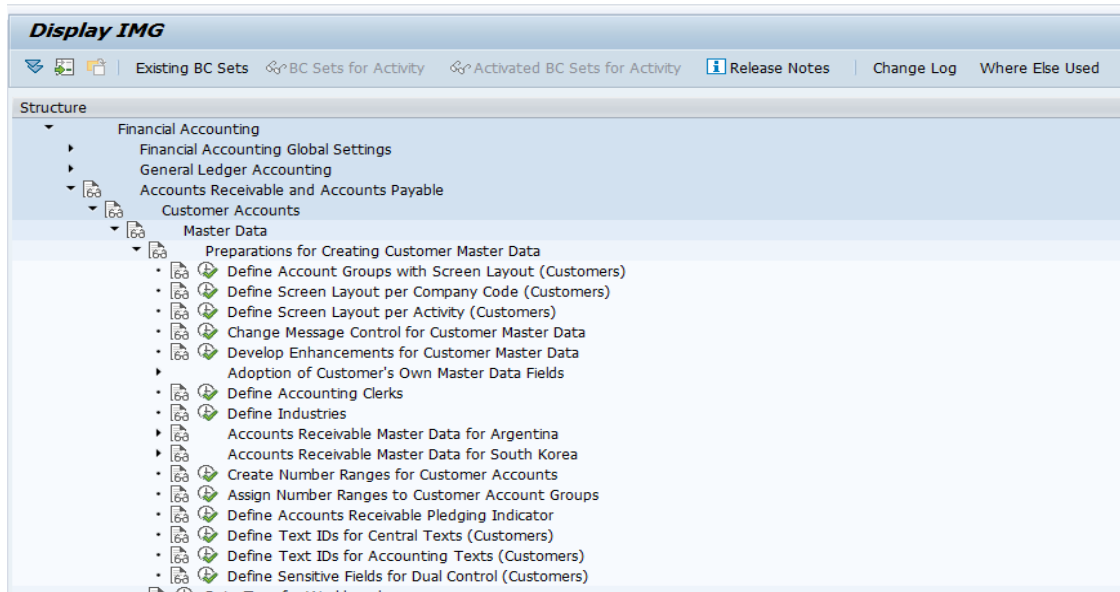 Display IMG
Existing BC Sets BC Sets for Activity Activated BC Sets for Activity Release Notes Change Log Where Else Used
Structure
Financial Accounting
Financial Accounting Global Settings
General Ledger Accounting
Accounts Receivable and Accounts Payable
Customer Accounts
Master Data
Preparations for Creating Customer Master Data
Define Account Groups with Screen Layout (Customers)
Define Screen Layout per Company Code (Customers)
Define Screen Layout per Activity (Customers)
Change Message Control for Customer Master Data
Develop Enhancements for Customer Master Data
Adoption of Customer's Own Master Data Fields
Define Accounting Clerks
Define Industries
Accounts Receivable Master Data for Argentina
Accounts Receivable Master Data for South Korea
Create Number Ranges for Customer Accounts
Assign Number Ranges to Customer Account Groups
Define Accounts Receivable Pledging Indicator
Define Text IDs for Central Texts (Customers)
Define Text IDs for Accounting Texts (Customers)
Define Sensitive Fields for Dual Control (Customers)